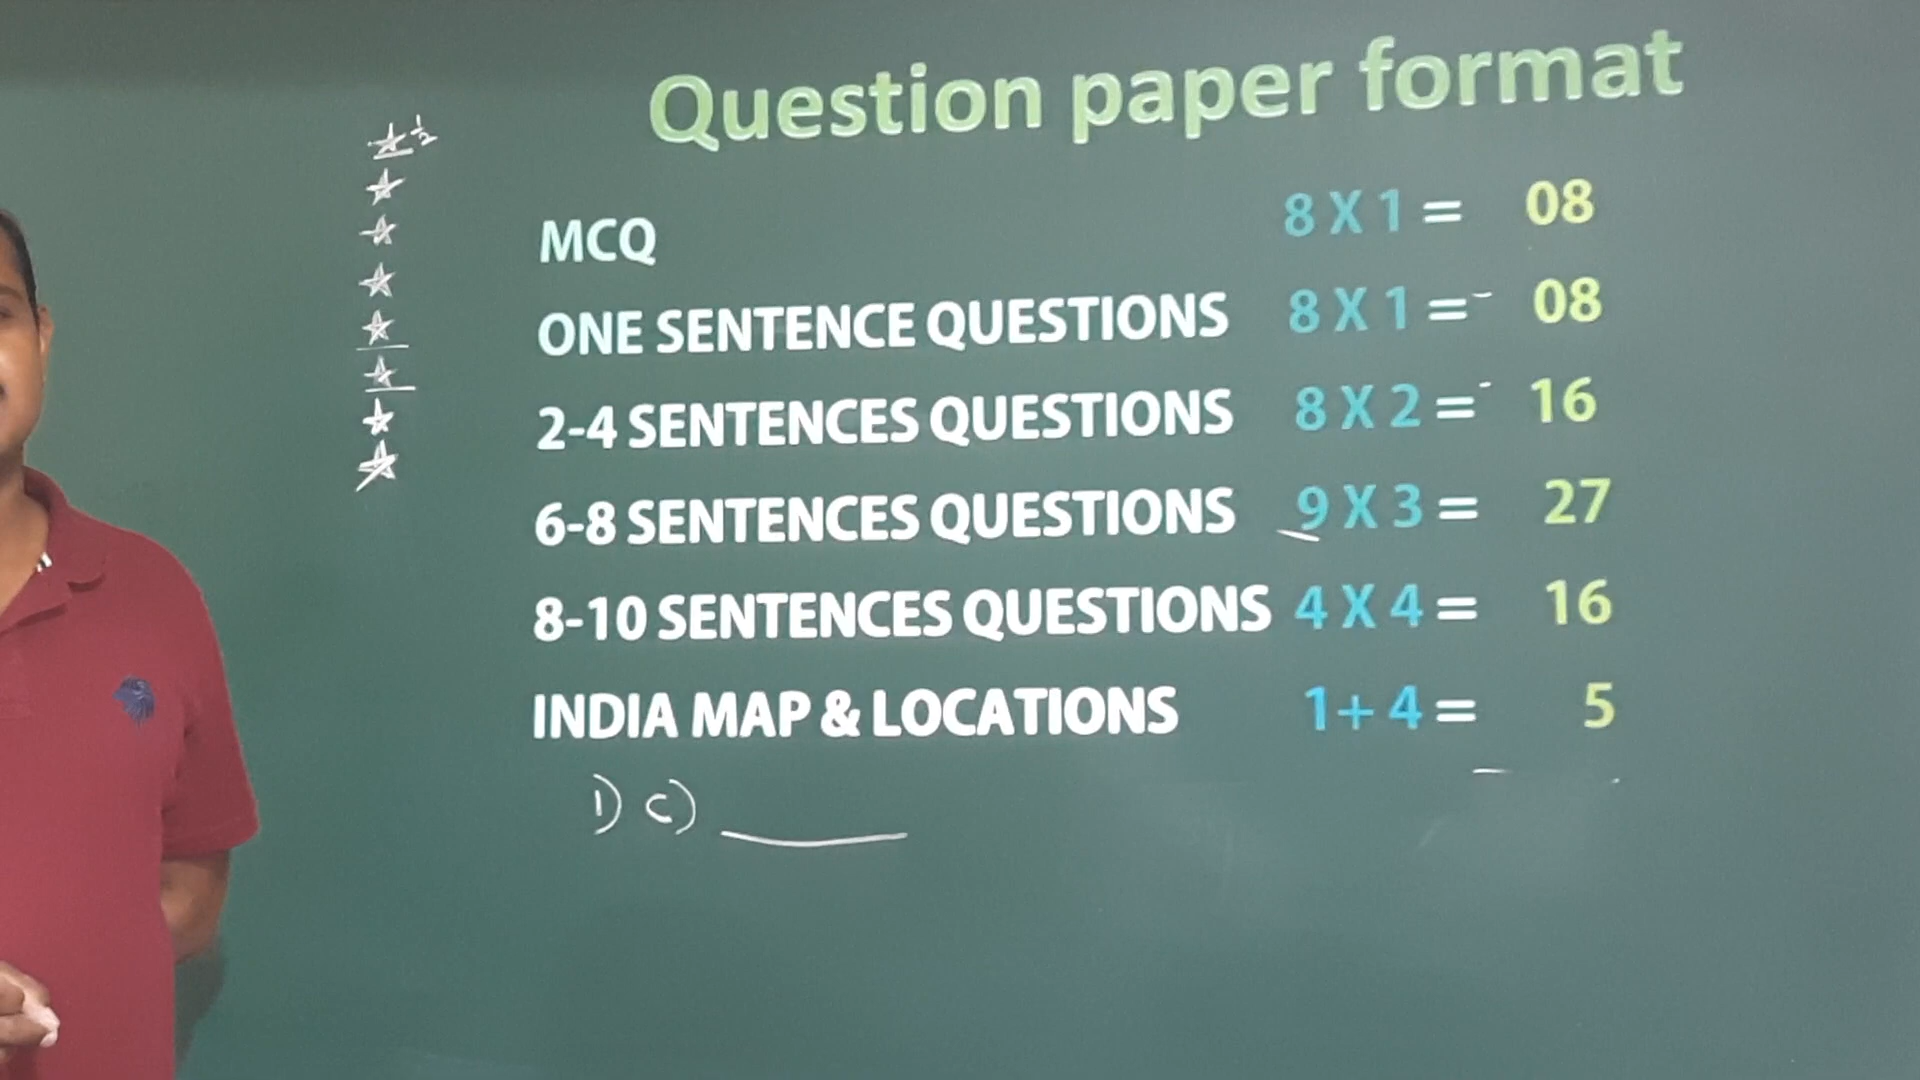 Question paper format
MCQ 8 X 1 = 08
ONE SENTENCE QUESTIONS 8 X 1 = 08
2-4 SENTENCES QUESTIONS 8 X 2 = 16
6-8 SENTENCES QUESTIONS 9 X 3 = 27
8-10 SENTENCES QUESTIONS 4 X 4 = 16
INDIA MAP & LOCATIONS 1 + 4 = 5
1) c)
1/2